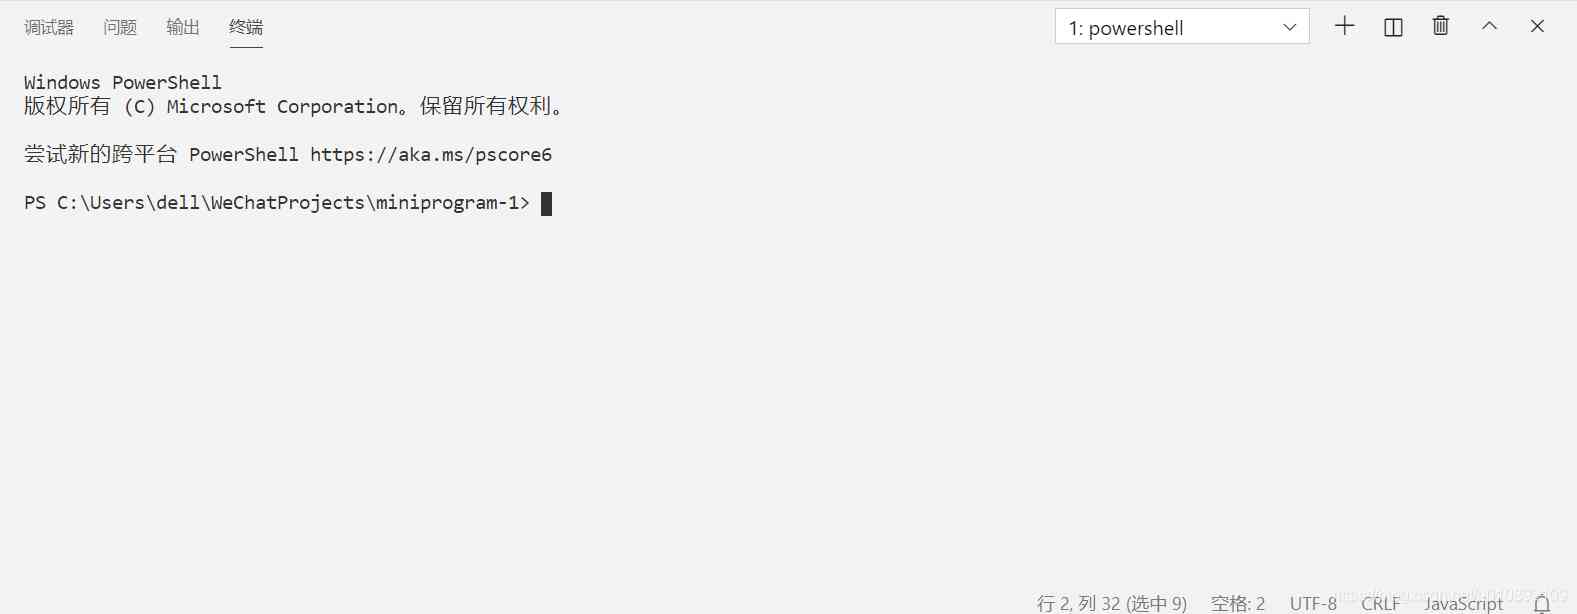 调试器 问题 输出 终端 1: powershell
Windows PowerShell
版权所有 (C) Microsoft Corporation。保留所有权利。
尝试新的跨平台 PowerShell https://aka.ms/pscore6
PS C:\Users\dell\WeChatProjects\miniprogram-1>
行 2, 列 32 (选中 9) 空格: 2 UTF-8 CRLF JavaScript